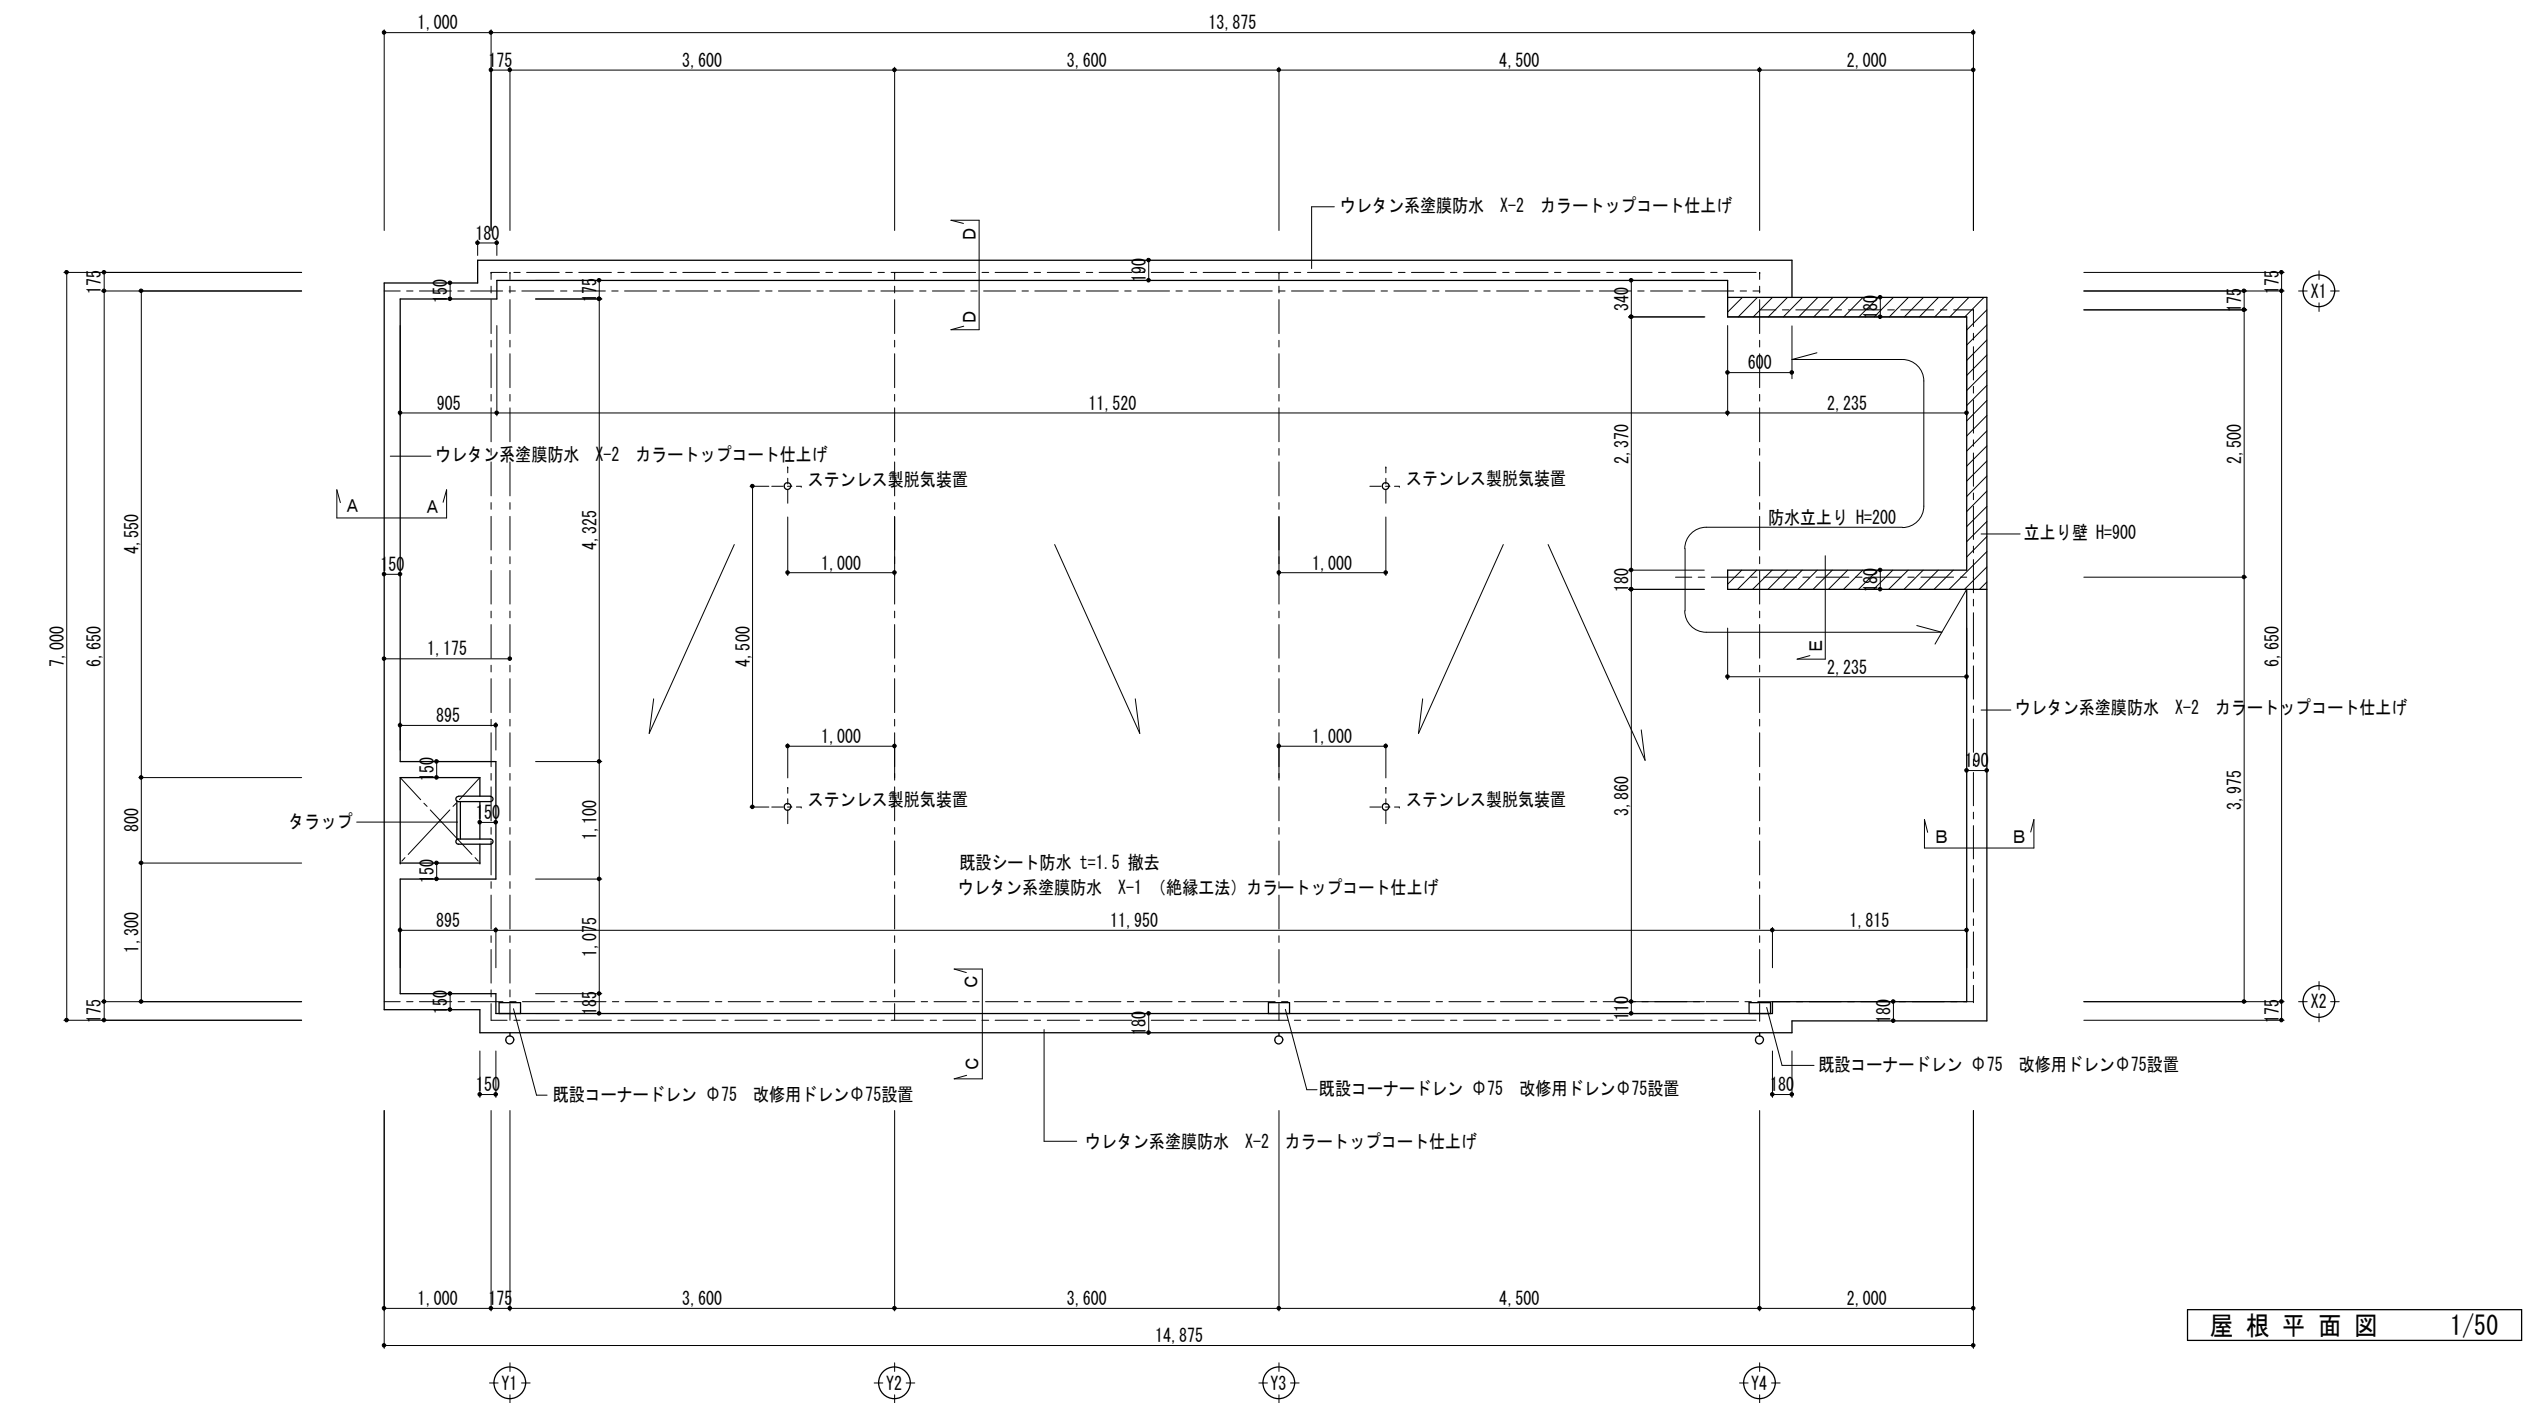 1,000
13,875
175
3,600
3,600
4,500
2,000
ウレタン系塗膜防水 X-2 カラートップコート仕上げ
180
D
190
175
150
175
D
340
180
175
175
X1
600
905
11,520
2,235
ウレタン系塗膜防水 X-2 カラートップコート仕上げ
2,370
2,500
ステンレス製脱気装置
ステンレス製脱気装置
A
A
4,550
4,325
防水立上り H=200
立上り壁 H=900
150
1,000
1,000
180
180
7,000
6,650
1,175
4,500
E
2,235
6,650
895
ウレタン系塗膜防水 X-2 カラートップコート仕上げ
1,000
1,000
150
190
3,860
3,975
ステンレス製脱気装置
ステンレス製脱気装置
タラップ
800
150
1,100
B
B
150
既設シート防水 t=1.5 撤去
ウレタン系塗膜防水 X-1 (絶縁工法) カラートップコート仕上げ
1,300
895
1,075
11,950
1,815
C
150
185
110
180
175
175
X2
180
C
150
既設コーナードレン Φ75 改修用ドレンΦ75設置
既設コーナードレン Φ75 改修用ドレンΦ75設置
180
既設コーナードレン Φ75 改修用ドレンΦ75設置
ウレタン系塗膜防水 X-2 カラートップコート仕上げ
1,000
175
3,600
3,600
4,500
2,000
14,875
屋根平面図 1/50
Y1
Y2
Y3
Y4